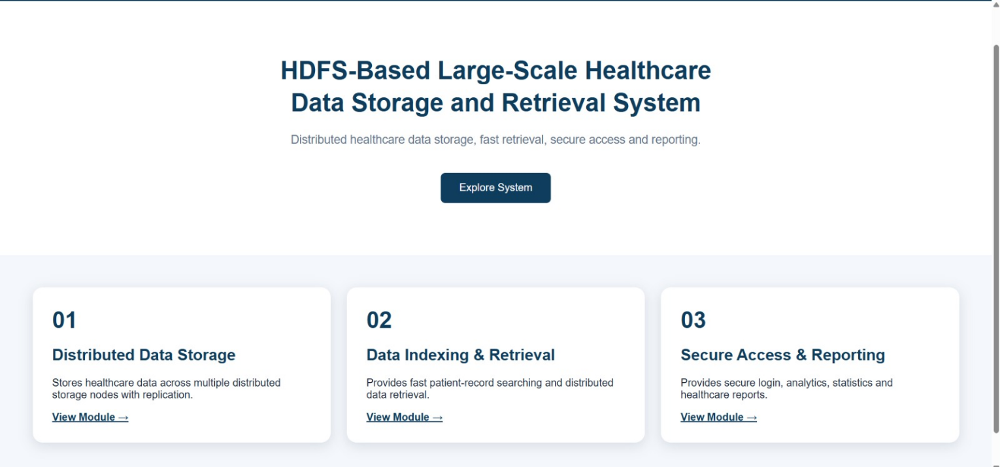 HDFS-Based Large-Scale Healthcare
Data Storage and Retrieval System
Distributed healthcare data storage, fast retrieval, secure access and reporting.
Explore System
01
Distributed Data Storage
Stores healthcare data across multiple distributed
storage nodes with replication.
View Module →
02
Data Indexing & Retrieval
Provides fast patient-record searching and distributed
data retrieval.
View Module →
03
Secure Access & Reporting
Provides secure login, analytics, statistics and
healthcare reports.
View Module →